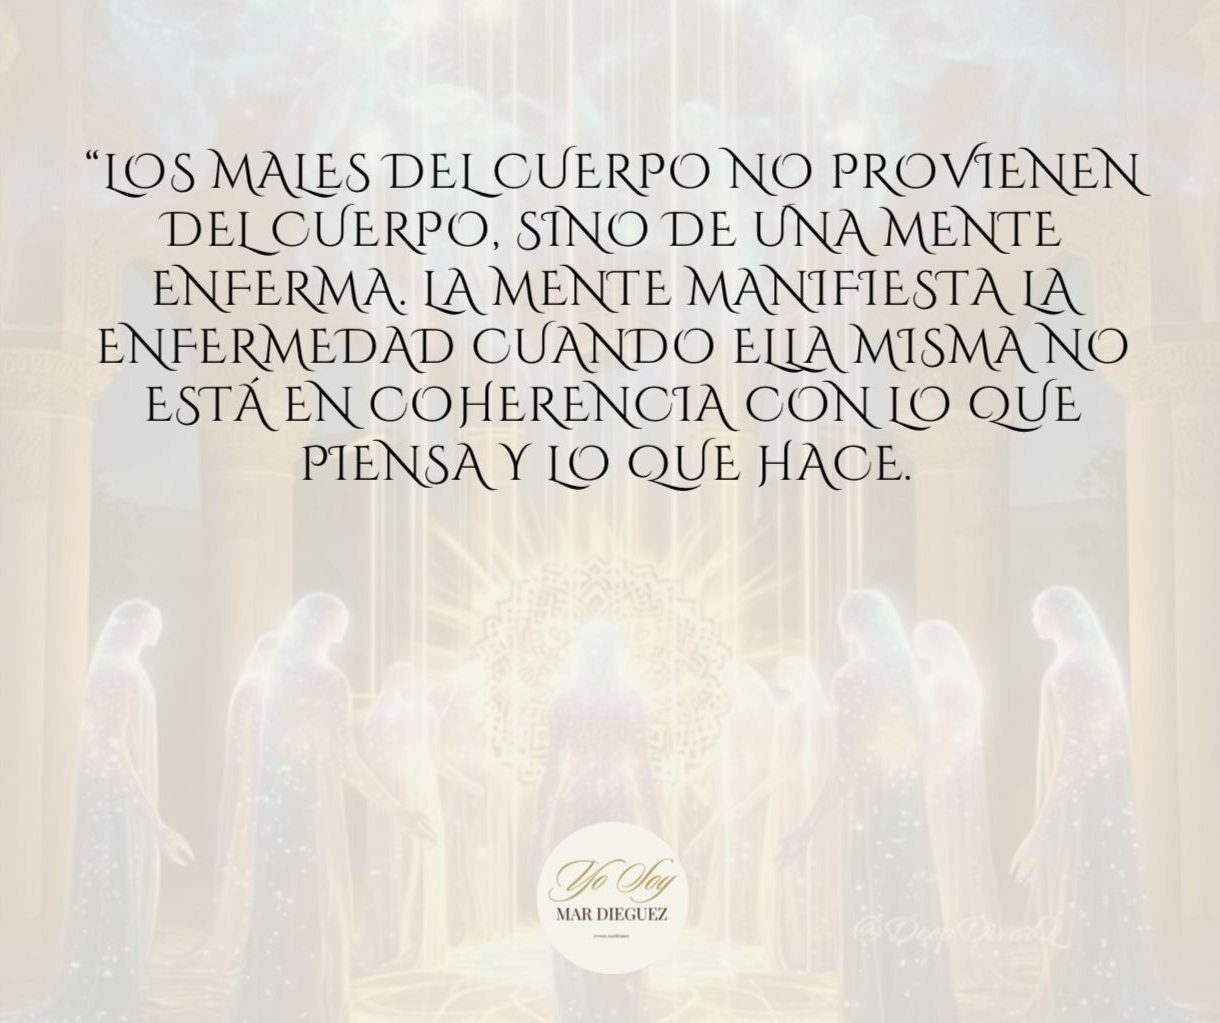 “LOS MALES DEL CUERPO NO PROVIENEN
DEL CUERPO, SINO DE UNA MENTE
ENFERMA. LA MENTE MANIFIESTA LA
ENFERMEDAD CUANDO ELLA MISMA NO
ESTÁ EN COHERENCIA CON LO QUE
PIENSA Y LO QUE HACE.
Yo Soy
MAR DIEGUEZ